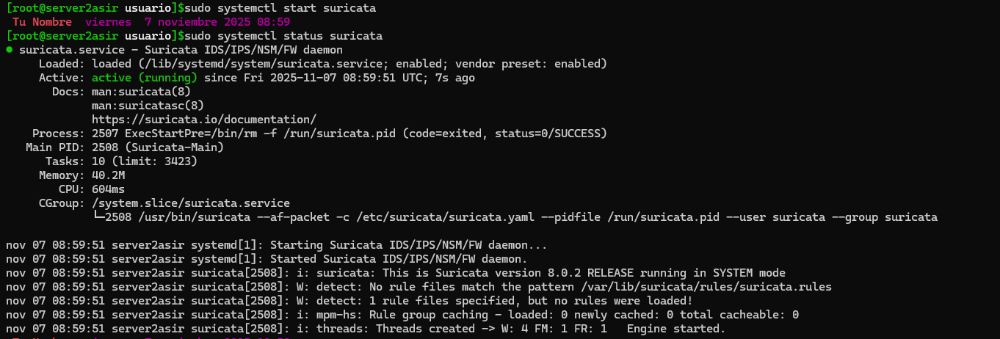 [root@server2asir usuario]$sudo systemctl start suricata
Tu Nombre viernes 7 noviembre 2025 08:59
[root@server2asir usuario]$sudo systemctl status suricata
● suricata.service - Suricata IDS/IPS/NSM/FW daemon
Loaded: loaded (/lib/systemd/system/suricata.service; enabled; vendor preset: enabled)
Active: active (running) since Fri 2025-11-07 08:59:51 UTC; 7s ago
Docs: man:suricata(8)
man:suricatasc(8)
https://suricata.io/documentation/
Process: 2507 ExecStartPre=/bin/rm -f /run/suricata.pid (code=exited, status=0/SUCCESS)
Main PID: 2508 (Suricata-Main)
Tasks: 10 (limit: 3423)
Memory: 40.2M
CPU: 604ms
CGroup: /system.slice/suricata.service
└─2508 /usr/bin/suricata --af-packet -c /etc/suricata/suricata.yaml --pidfile /run/suricata.pid --user suricata --group suricata
nov 07 08:59:51 server2asir systemd[1]: Starting Suricata IDS/IPS/NSM/FW daemon...
nov 07 08:59:51 server2asir systemd[1]: Started Suricata IDS/IPS/NSM/FW daemon.
nov 07 08:59:51 server2asir suricata[2508]: i: suricata: This is Suricata version 8.0.2 RELEASE running in SYSTEM mode
nov 07 08:59:51 server2asir suricata[2508]: W: detect: No rule files match the pattern /var/lib/suricata/rules/suricata.rules
nov 07 08:59:51 server2asir suricata[2508]: W: detect: 1 rule files specified, but no rules were loaded!
nov 07 08:59:51 server2asir suricata[2508]: i: mpm-hs: Rule group caching - loaded: 0 newly cached: 0 total cacheable: 0
nov 07 08:59:51 server2asir suricata[2508]: i: threads: Threads created -> W: 4 FM: 1 FR: 1   Engine started.